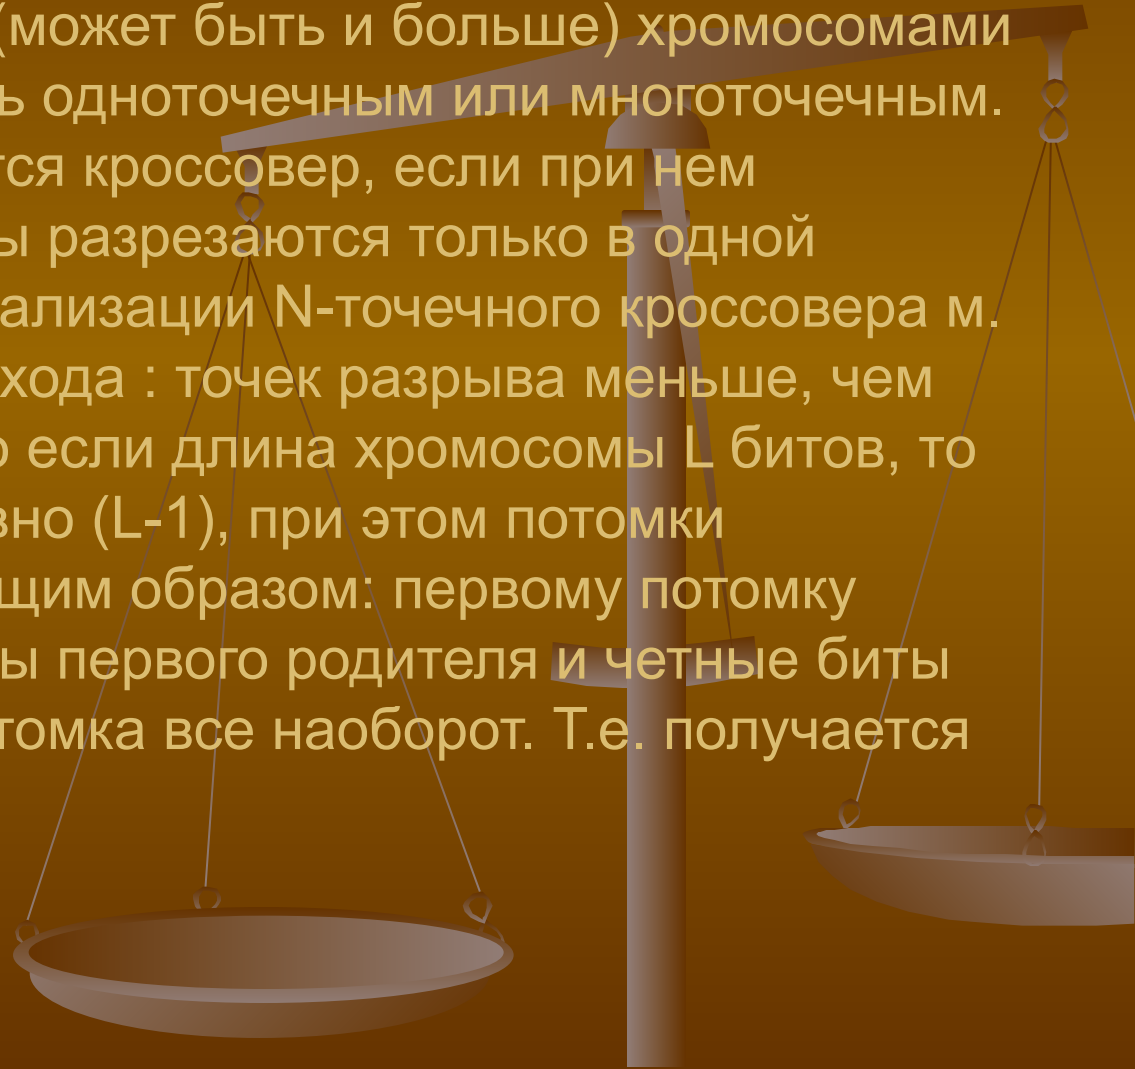 (может быть и больше) хромосомами
ь одноточечным или многоточечным.
тся кроссовер, если при нем
ы разрезаются только в одной
ализации N-точечного кроссовера м.
хода : точек разрыва меньше, чем
о если длина хромосомы L битов, то
вно (L-1), при этом потомки
щим образом: первому потомку
ы первого родителя и четные биты
томка все наоборот. Т.е. получается